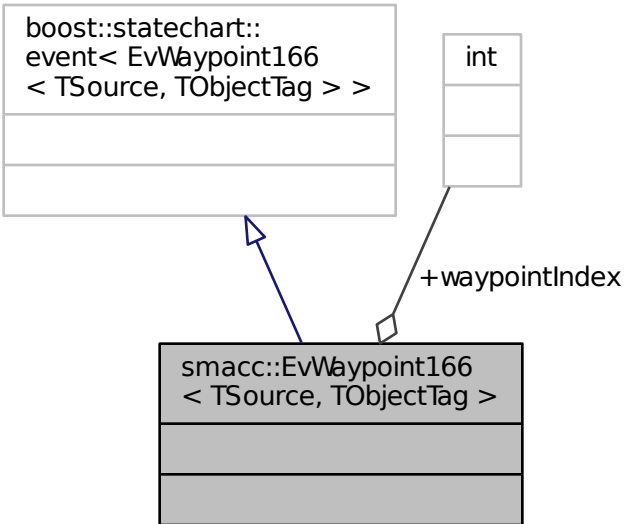 boost::statechart::
event< EvWaypoint166
< TSource, TObjectTag > >
int
+waypointIndex
smacc::EvWaypoint166
< TSource, TObjectTag >